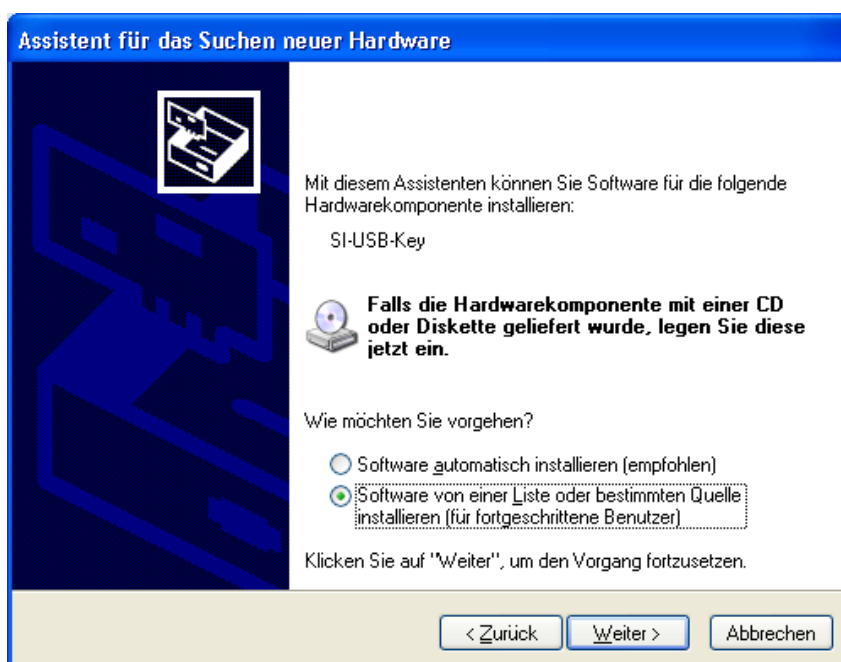 Assistent für das Suchen neuer Hardware
Mit diesem Assistenten können Sie Software für die folgende
Hardwarekomponente installieren:
SI-USB-Key
Falls die Hardwarekomponente mit einer CD
oder Diskette geliefert wurde, legen Sie diese
jetzt ein.
Wie möchten Sie vorgehen?
Software automatisch installieren (empfohlen)
Software von einer Liste oder bestimmten Quelle
installieren (für fortgeschrittene Benutzer)
Klicken Sie auf "Weiter", um den Vorgang fortzusetzen.
< Zurück Weiter > Abbrechen